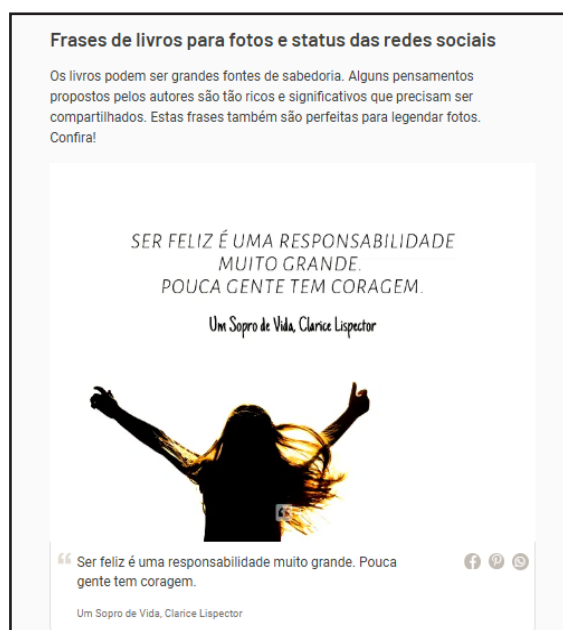 Frases de livros para fotos e status das redes sociais
Os livros podem ser grandes fontes de sabedoria. Alguns pensamentos
propostos pelos autores são tão ricos e significativos que precisam ser
compartilhados. Estas frases também são perfeitas para legendar fotos.
Confira!
SER FELIZ É UMA RESPONSABILIDADE
MUITO GRANDE.
POUCA GENTE TEM CORAGEM.
Um Sopro de Vida, Clarice Lispector
Ser feliz é uma responsabilidade muito grande. Pouca
gente tem coragem.
Um Sopro de Vida, Clarice Lispector